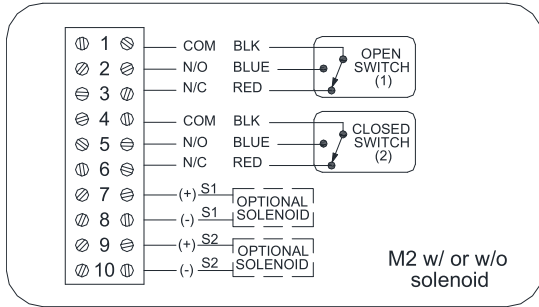 1 COM BLK
2 N/O BLUE
3 N/C RED
OPEN
SWITCH
(1)
4 COM BLK
5 N/O BLUE
6 N/C RED
CLOSED
SWITCH
(2)
7 (+) S1
8 (-) S1
OPTIONAL
SOLENOID
9 (+) S2
10 (-) S2
OPTIONAL
SOLENOID
M2 w/ or w/o
solenoid